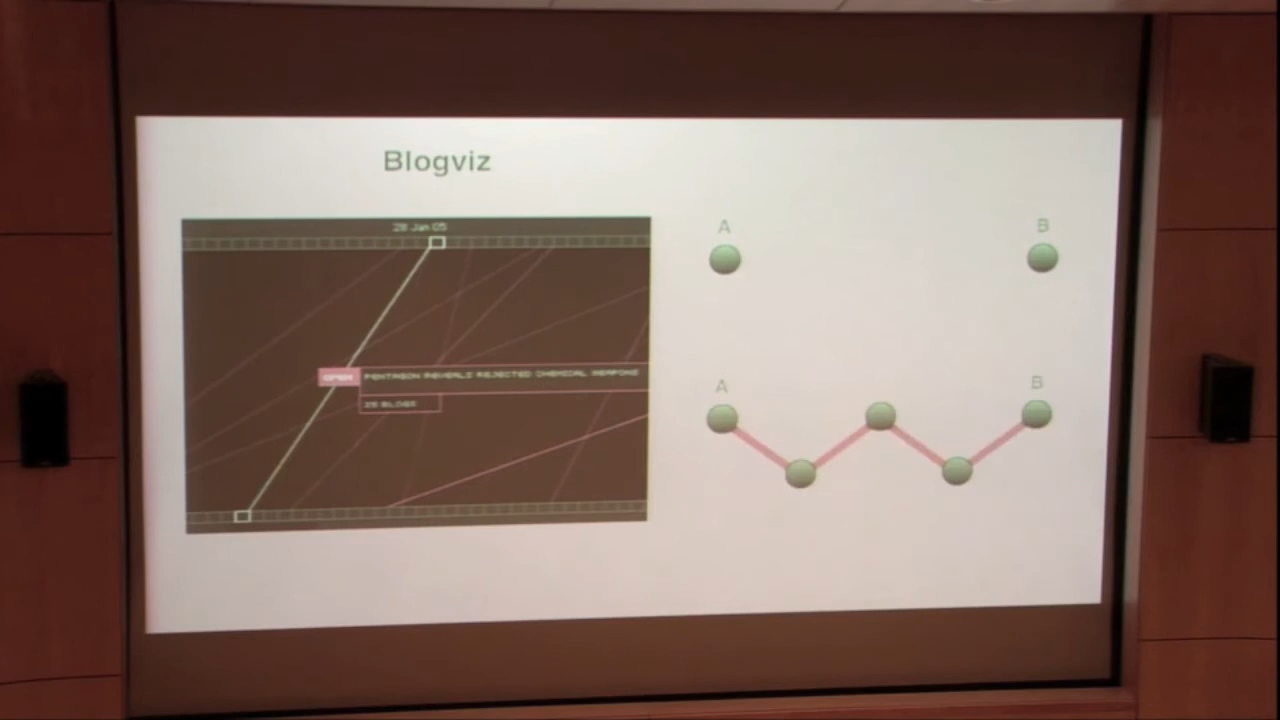 Blogviz
28 Jan 05
OPEN
PENTAGON REVEALS REJECTED CHEMICAL WEAPONS
28 BLOGS
A
B
A
B